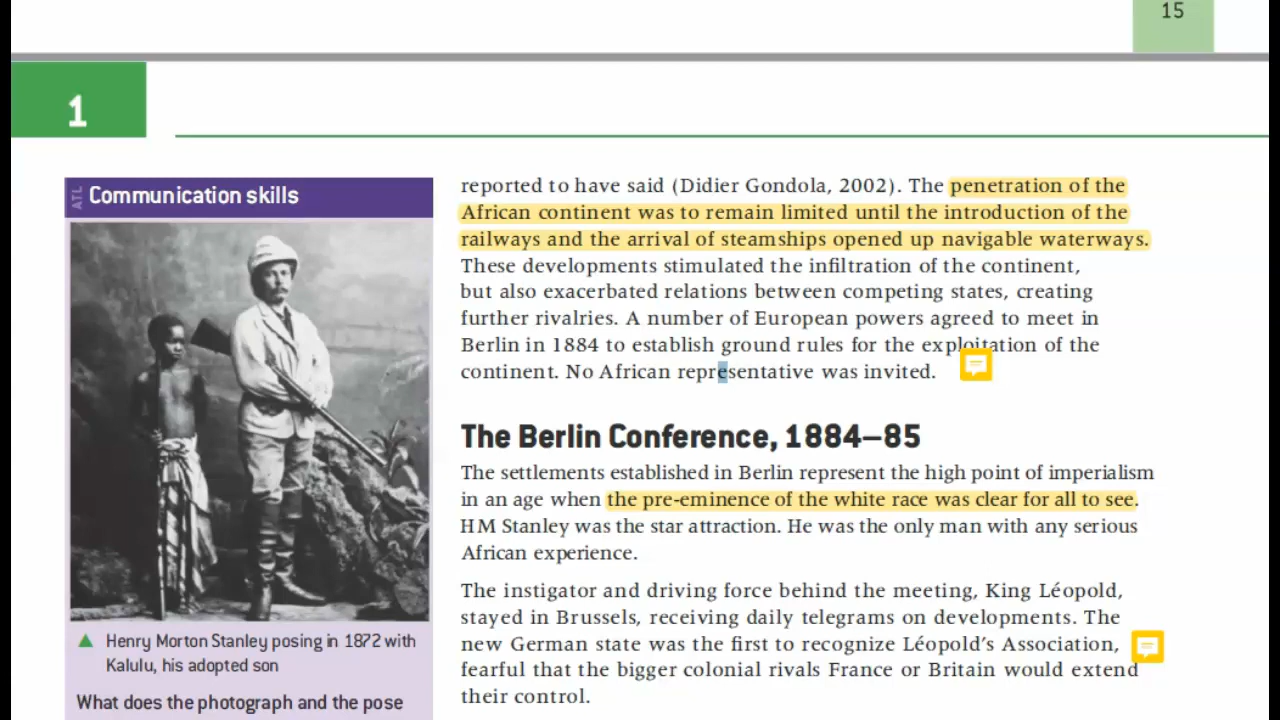 15
1
ATL
Communication skills
Henry Morton Stanley posing in 1872 with
Kalulu, his adopted son
What does the photograph and the pose
reported to have said (Didier Gondola, 2002). The penetration of the
African continent was to remain limited until the introduction of the
railways and the arrival of steamships opened up navigable waterways.
These developments stimulated the infiltration of the continent,
but also exacerbated relations between competing states, creating
further rivalries. A number of European powers agreed to meet in
Berlin in 1884 to establish ground rules for the exploitation of the
continent. No African representative was invited.
The Berlin Conference, 1884–85
The settlements established in Berlin represent the high point of imperialism
in an age when the pre-eminence of the white race was clear for all to see.
HM Stanley was the star attraction. He was the only man with any serious
African experience.
The instigator and driving force behind the meeting, King Léopold,
stayed in Brussels, receiving daily telegrams on developments. The
new German state was the first to recognize Léopold's Association,
fearful that the bigger colonial rivals France or Britain would extend
their control.